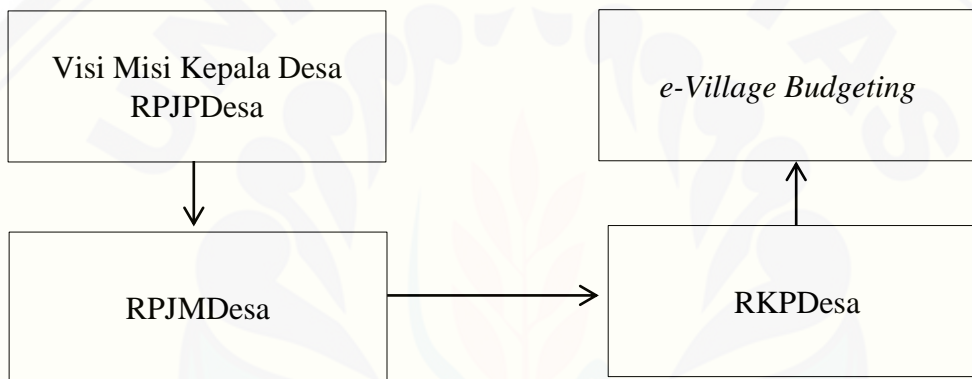 Visi Misi Kepala Desa
RPJPDesa
e-Village Budgeting
RPJMDesa
RKPDesa